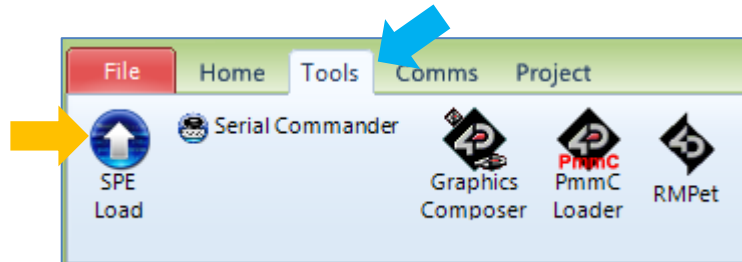 File Home Tools Comms Project
Serial Commander
SPE
Load
Graphics
Composer
PmmC
PmmC
Loader
RMPet